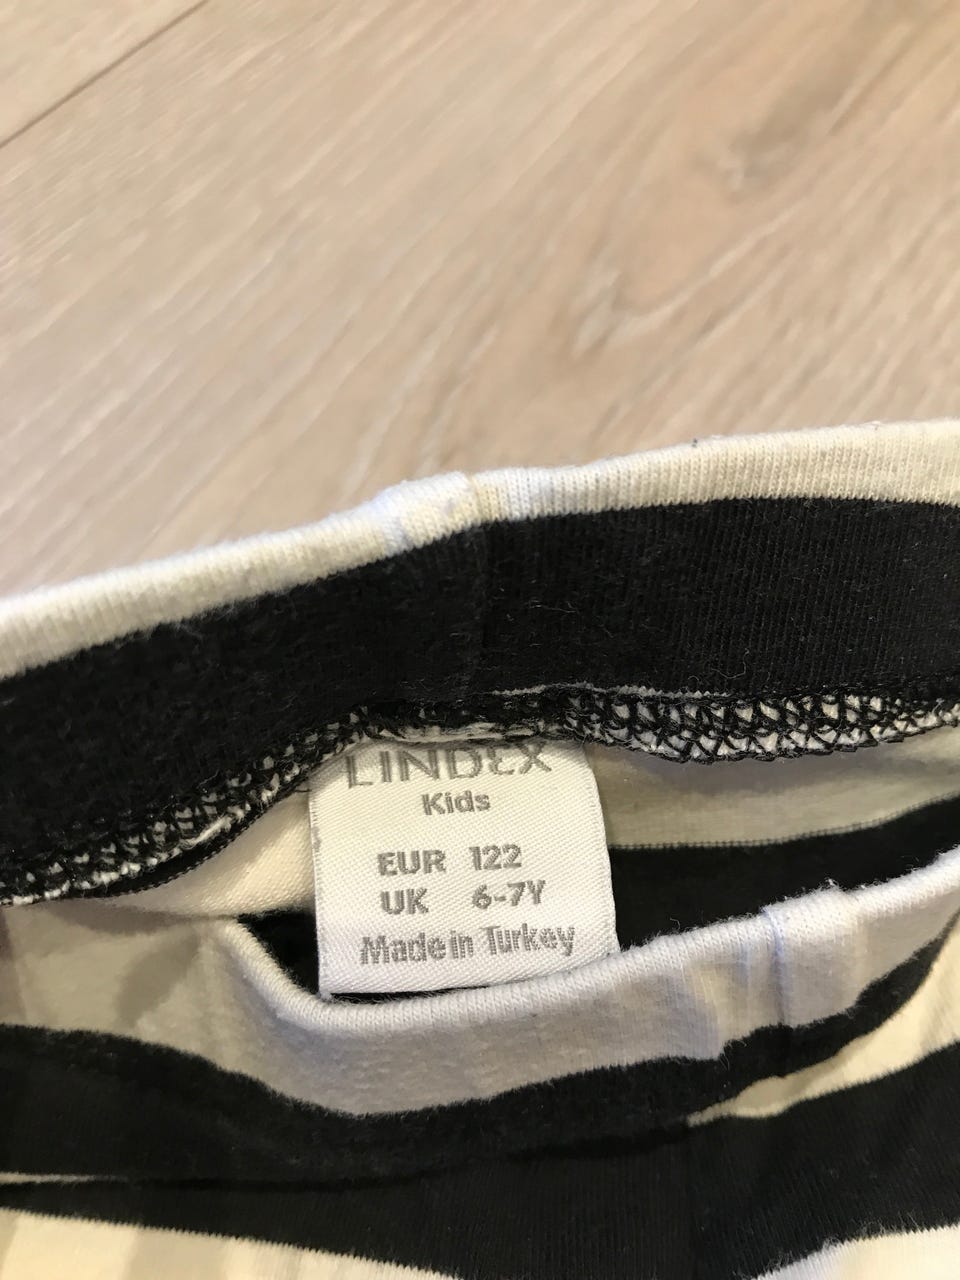 LINDEX
Kids
EUR 122
UK 6-7Y
Made in Turkey